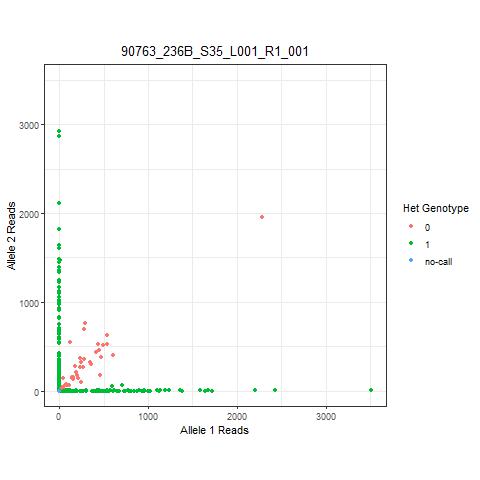 90763_236B_S35_L001_R1_001
Allele 2 Reads
3000
2000
1000
0
0 1000 2000 3000
Allele 1 Reads
Het Genotype
0
1
no-call